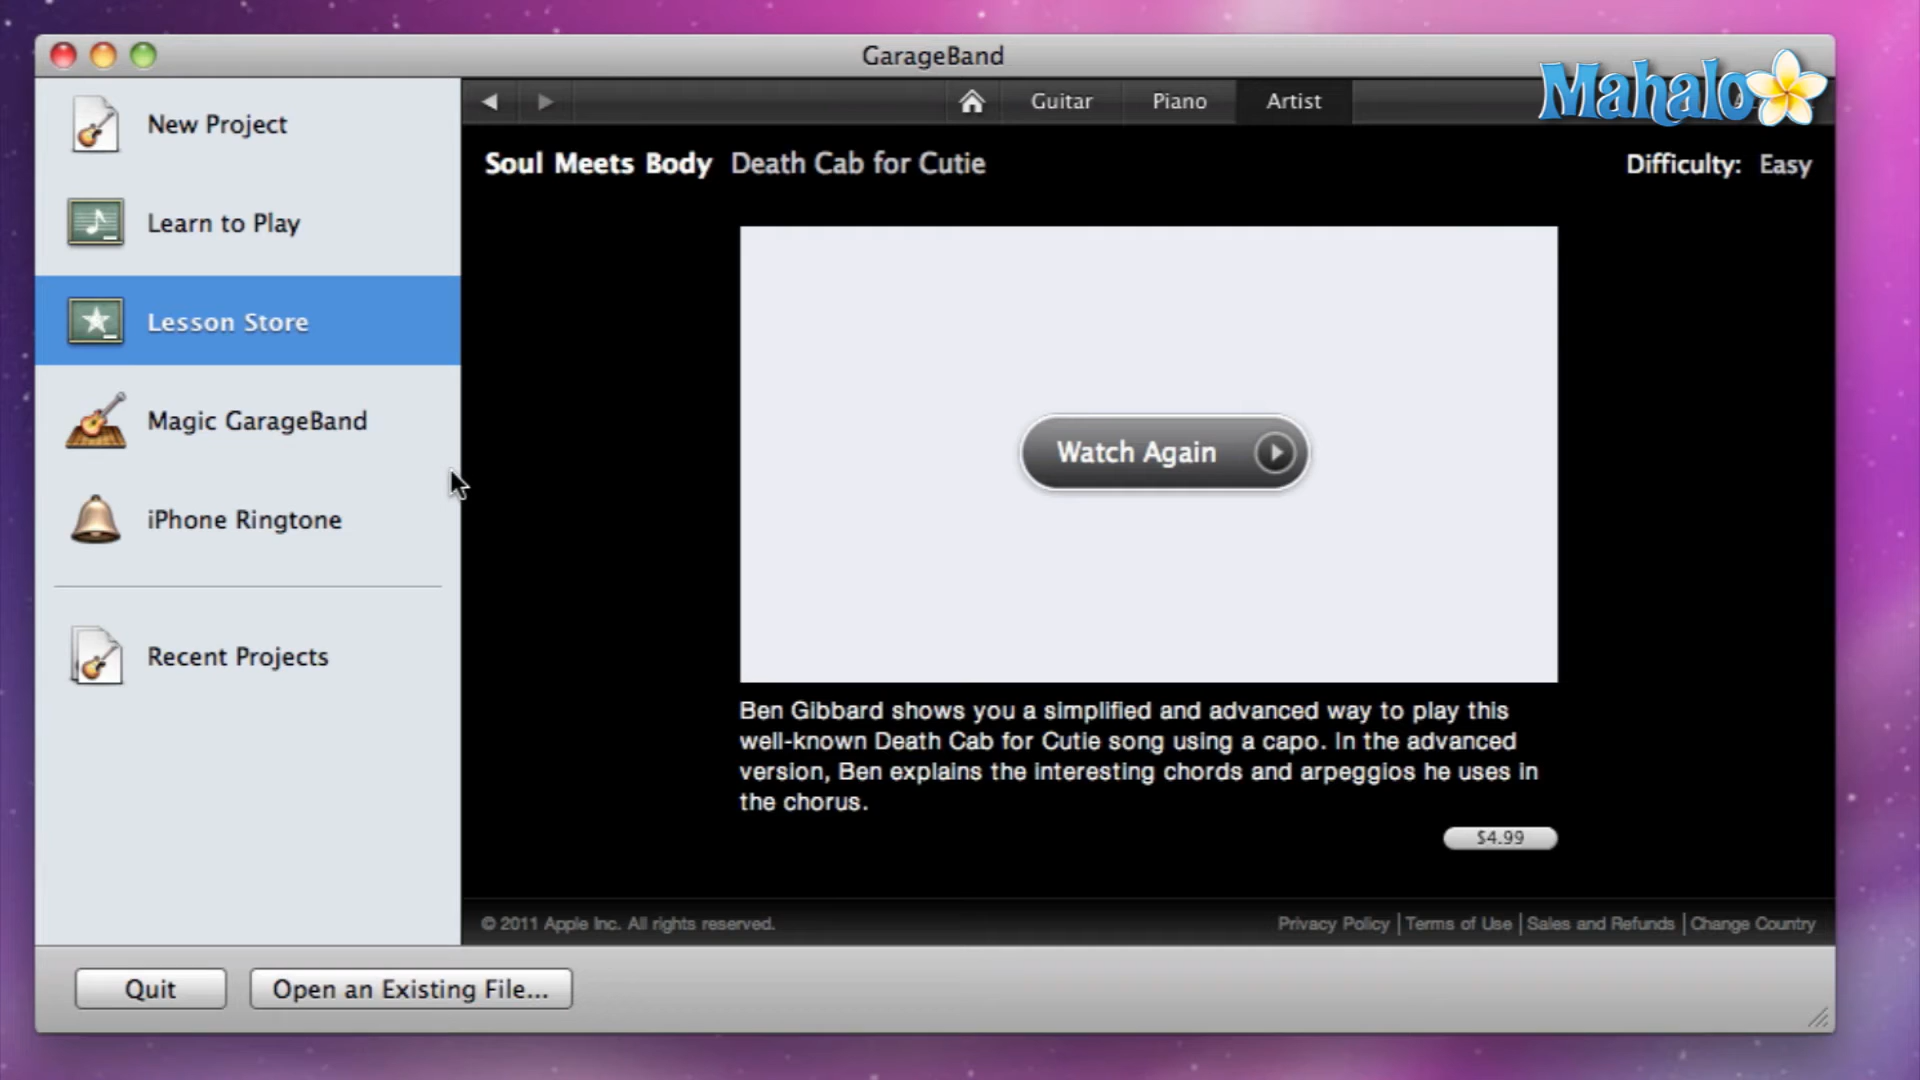 GarageBand
Mahalo
New Project
Learn to Play
Lesson Store
Magic GarageBand
iPhone Ringtone
Recent Projects
Guitar
Piano
Artist
Soul Meets Body Death Cab for Cutie
Difficulty: Easy
Watch Again
Ben Gibbard shows you a simplified and advanced way to play this
well-known Death Cab for Cutie song using a capo. In the advanced
version, Ben explains the interesting chords and arpeggios he uses in
the chorus.
$4.99
© 2011 Apple Inc. All rights reserved.
Privacy Policy | Terms of Use | Sales and Refunds | Change Country
Quit
Open an Existing File...